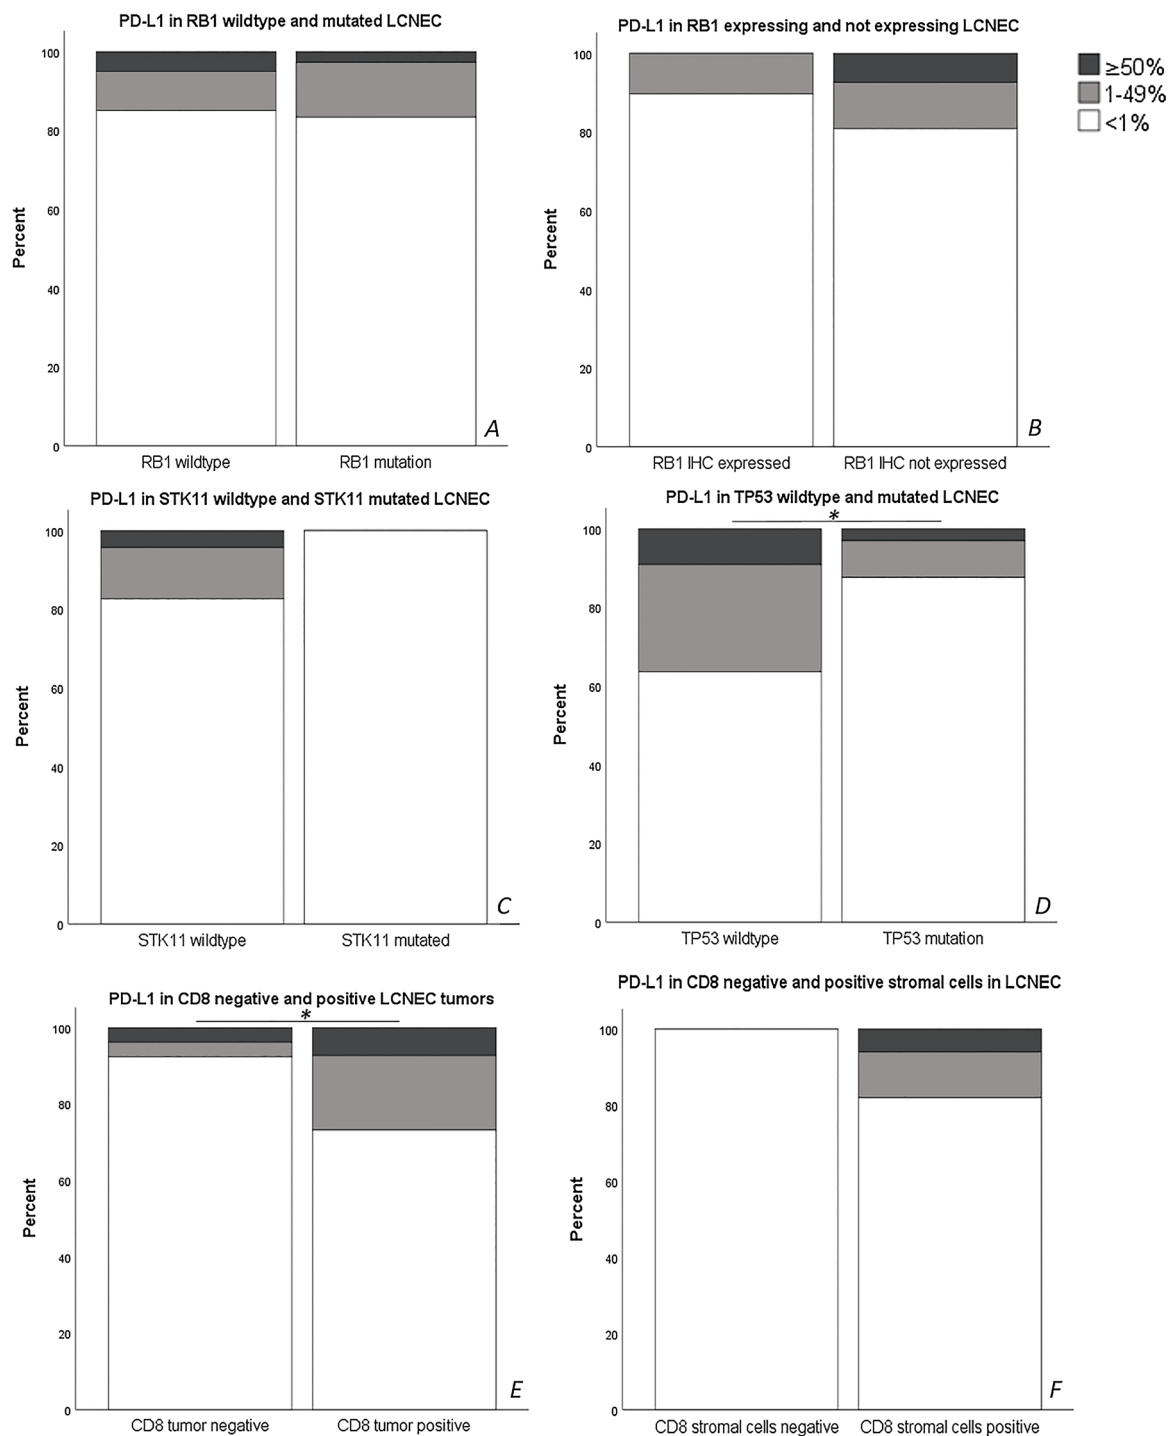 PD-L1 in RB1 wildtype and mutated LCNEC
100
80
60
40
20
0
Percent
RB1 wildtype
RB1 mutation
A
PD-L1 in RB1 expressing and not expressing LCNEC
100
80
60
40
20
0
Percent
RB1 IHC expressed
RB1 IHC not expressed
B
≥50%
1-49%
<1%
PD-L1 in STK11 wildtype and STK11 mutated LCNEC
100
80
60
40
20
0
Percent
STK11 wildtype
STK11 mutated
C
PD-L1 in TP53 wildtype and mutated LCNEC
*
100
80
60
40
20
0
Percent
TP53 wildtype
TP53 mutation
D
PD-L1 in CD8 negative and positive LCNEC tumors
*
100
80
60
40
20
0
Percent
CD8 tumor negative
CD8 tumor positive
E
PD-L1 in CD8 negative and positive stromal cells in LCNEC
100
80
60
40
20
0
Percent
CD8 stromal cells negative
CD8 stromal cells positive
F